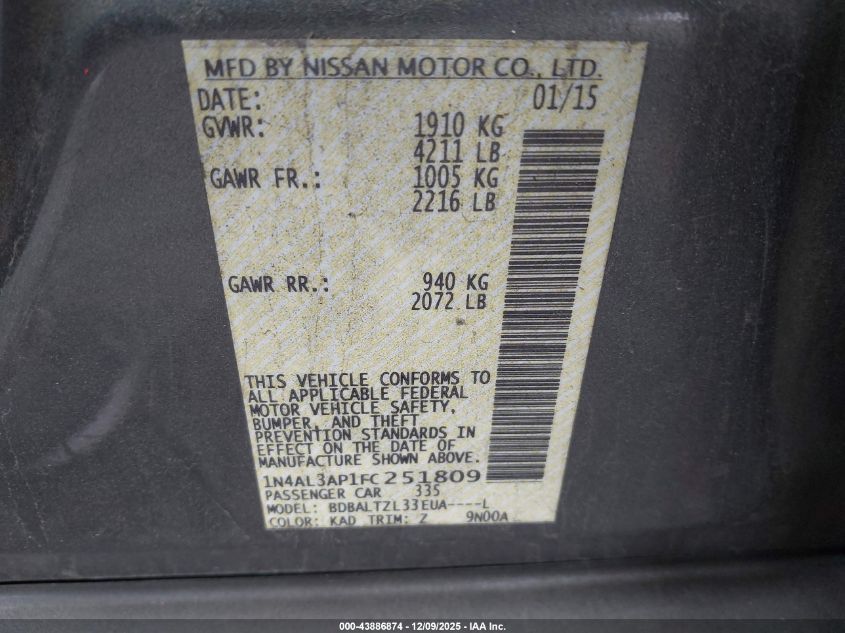 MFD BY NISSAN MOTOR CO., LTD.
DATE: 01/15
GVWR: 1910 KG
4211 LB
GAWR FR.: 1005 KG
2216 LB
GAWR RR.: 940 KG
2072 LB
THIS VEHICLE CONFORMS TO
ALL APPLICABLE FEDERAL
MOTOR VEHICLE SAFETY,
BUMPER, AND THEFT
PREVENTION STANDARDS IN
EFFECT ON THE DATE OF
MANUFACTURE SHOWN ABOVE.
1N4AL3AP1FC251809
PASSENGER CAR 335
MODEL: BDBALTZL33EUA----L
COLOR: KAD TRIM: Z 9N00A
000-43886874 | 12/09/2025 - IAA Inc.